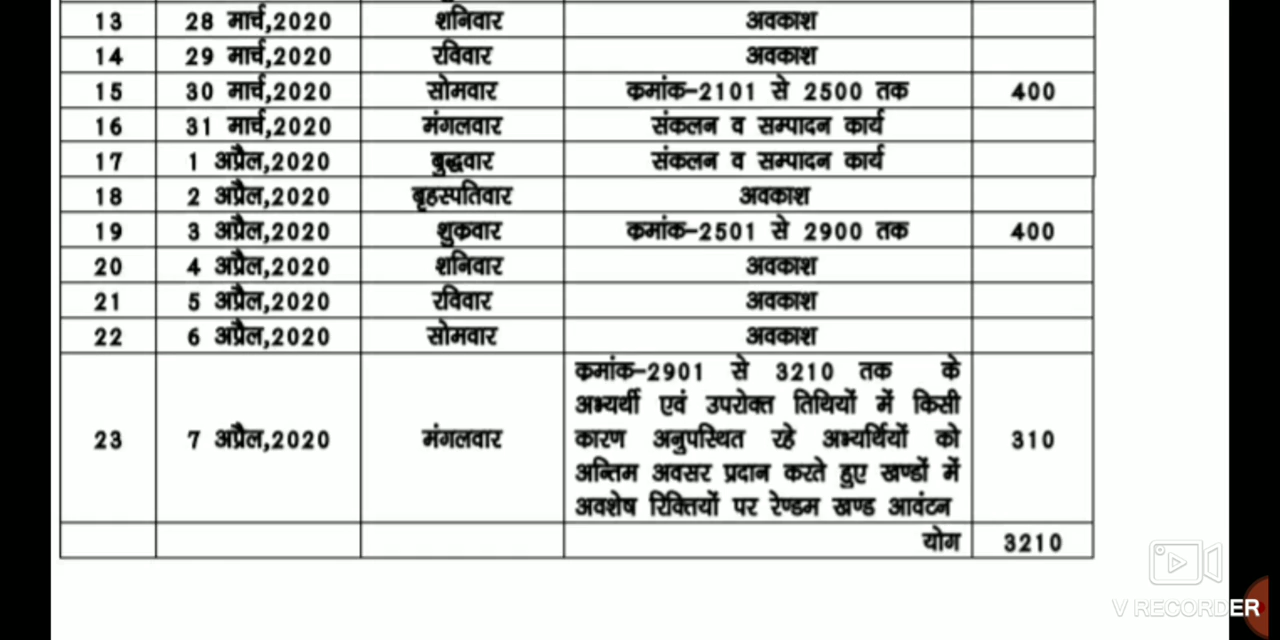 13 28 मार्च,2020 शनिवार अवकाश
14 29 मार्च,2020 रविवार अवकाश
15 30 मार्च,2020 सोमवार क्रमांक-2101 से 2500 तक 400
16 31 मार्च,2020 मंगलवार संकलन व सम्पादन कार्य
17 1 अप्रैल,2020 बुद्धवार संकलन व सम्पादन कार्य
18 2 अप्रैल,2020 बृहस्पतिवार अवकाश
19 3 अप्रैल,2020 शुक्रवार क्रमांक-2501 से 2900 तक 400
20 4 अप्रैल,2020 शनिवार अवकाश
21 5 अप्रैल,2020 रविवार अवकाश
22 6 अप्रैल,2020 सोमवार अवकाश
क्रमांक-2901 से 3210 तक के
अभ्यर्थी एवं उपरोक्त तिथियों में किसी
23 7 अप्रैल,2020 मंगलवार कारण अनुपस्थित रहे अभ्यर्थियों को 310
अन्तिम अवसर प्रदान करते हुए खण्डों में
अवशेष रिक्तियों पर रेण्डम खण्ड आवंटन
योग 3210
V RECORDER